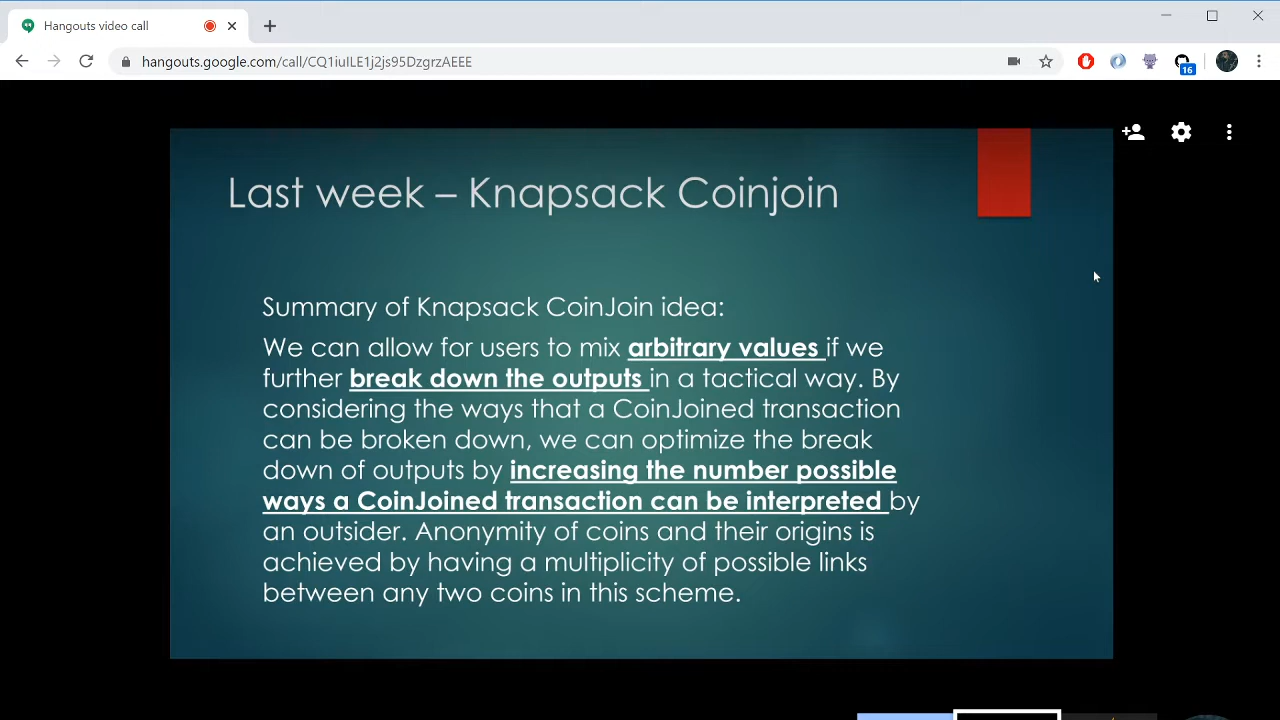 Hangouts video call
hangouts.google.com/call/CQ1iuILE1j2js95DzgrzAEEE
16
Last week – Knapsack Coinjoin
Summary of Knapsack CoinJoin idea:
We can allow for users to mix arbitrary values if we
further break down the outputs in a tactical way. By
considering the ways that a CoinJoined transaction
can be broken down, we can optimize the break
down of outputs by increasing the number possible
ways a CoinJoined transaction can be interpreted by
an outsider. Anonymity of coins and their origins is
achieved by having a multiplicity of possible links
between any two coins in this scheme.